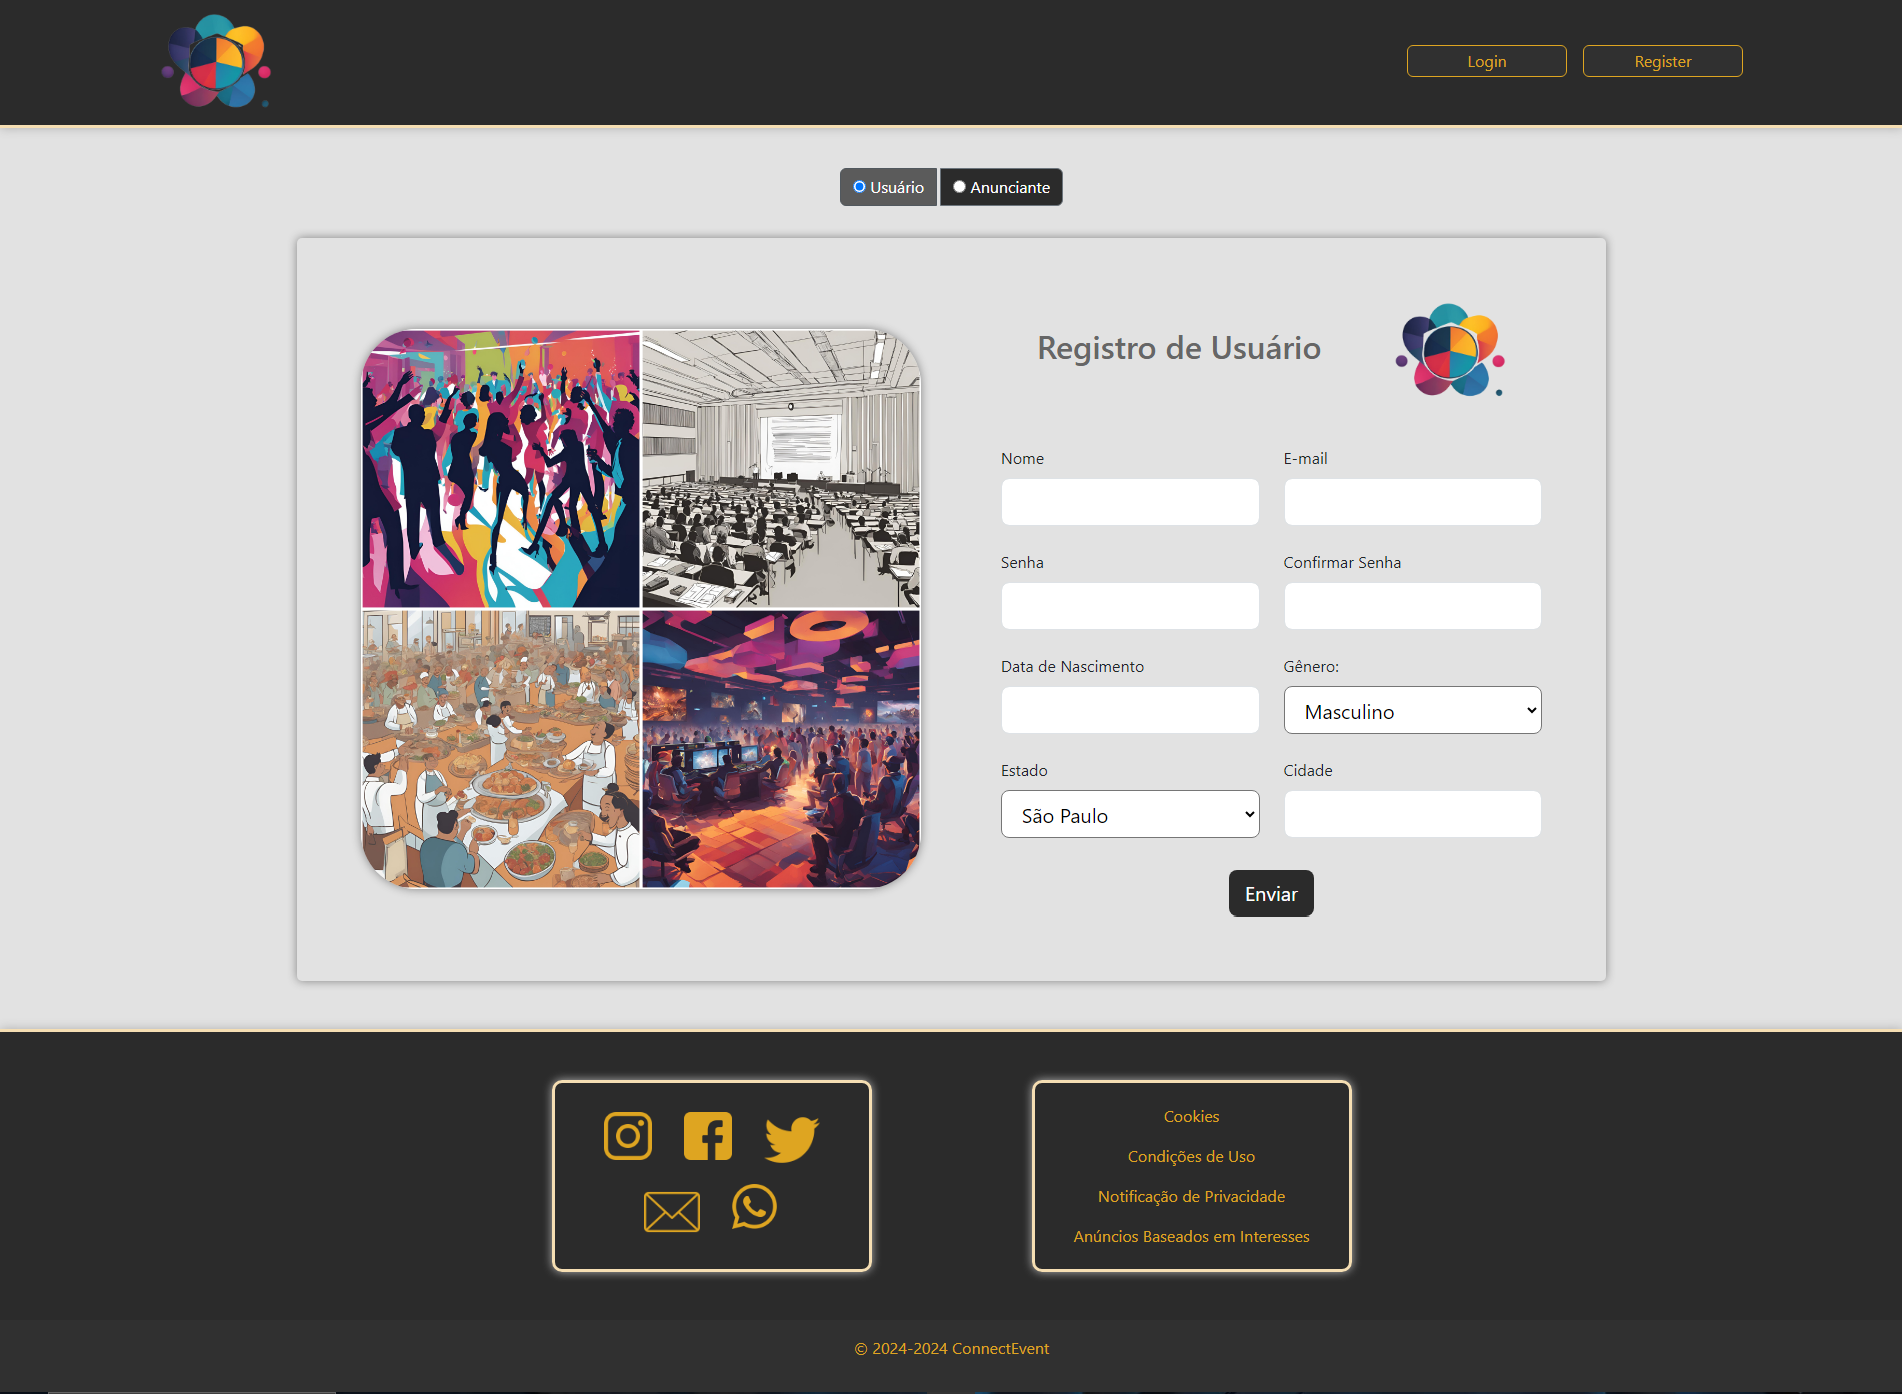 Login
Register
Usuário
Anunciante
Registro de Usuário
Nome
E-mail
Senha
Confirmar Senha
Data de Nascimento
Gênero:
Masculino
Estado
Cidade
São Paulo
Enviar
Cookies
Condições de Uso
Notificação de Privacidade
Anúncios Baseados em Interesses
© 2024-2024 ConnectEvent